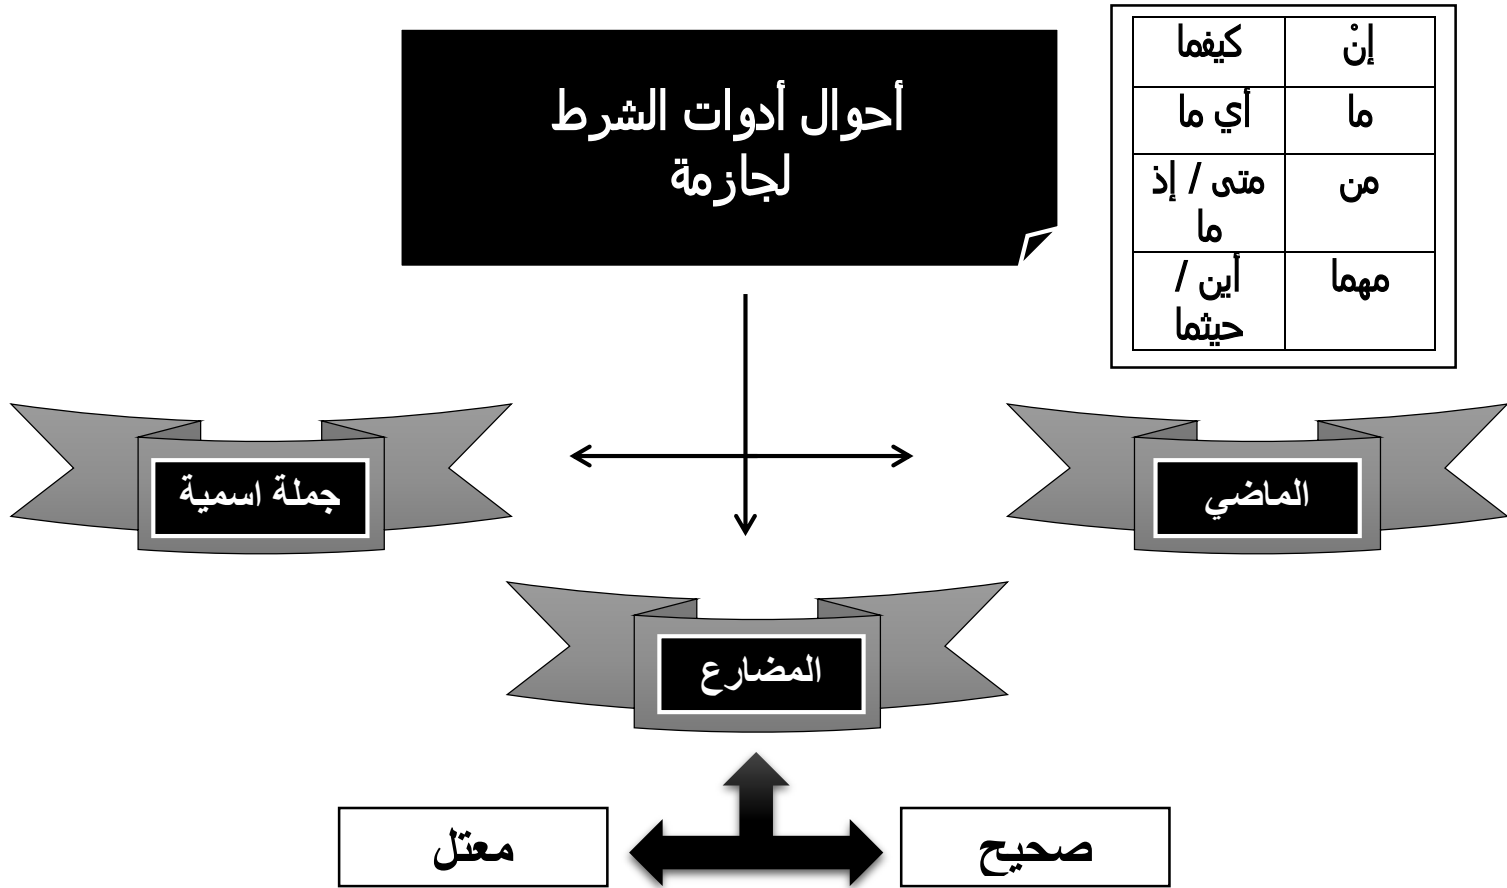 أحوال أدوات الشرط
لجازمة
إنْ
كيفما
ما
أي ما
من
متى / إذ
ما
مهما
أين /
حيثما
الماضي
جملة اسمية
المضارع
صحيح
معتل